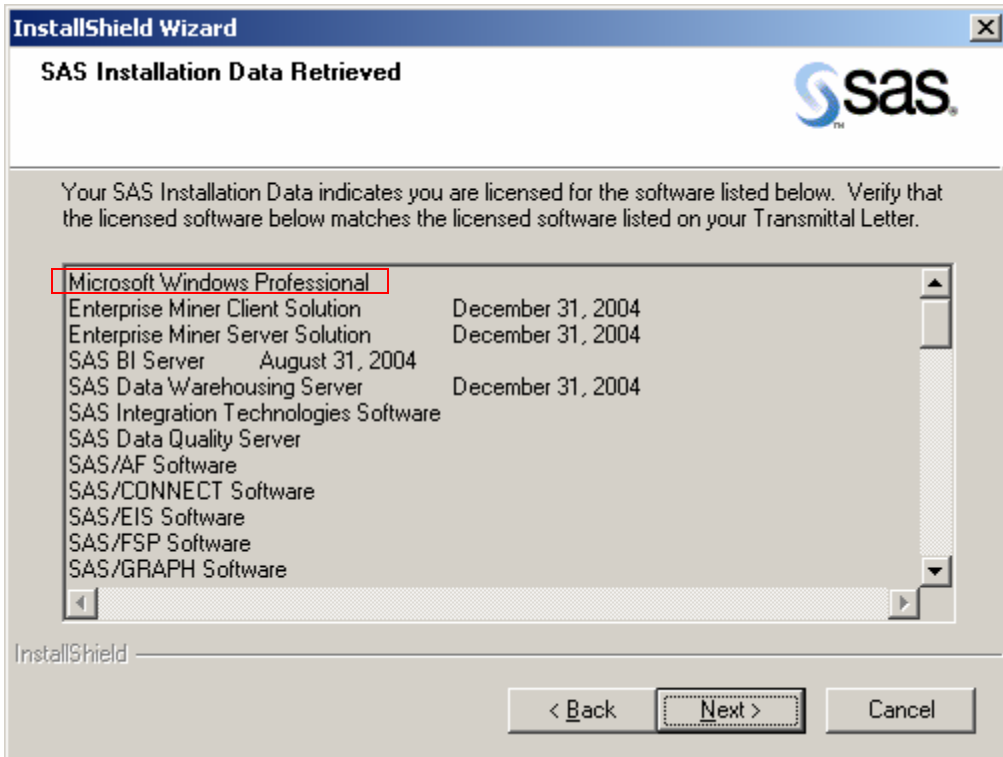 InstallShield Wizard
SAS Installation Data Retrieved
sas.
TM
Your SAS Installation Data indicates you are licensed for the software listed below. Verify that
the licensed software below matches the licensed software listed on your Transmittal Letter.
Microsoft Windows Professional
Enterprise Miner Client Solution December 31, 2004
Enterprise Miner Server Solution December 31, 2004
SAS BI Server August 31, 2004
SAS Data Warehousing Server December 31, 2004
SAS Integration Technologies Software
SAS Data Quality Server
SAS/AF Software
SAS/CONNECT Software
SAS/EIS Software
SAS/FSP Software
SAS/GRAPH Software
InstallShield
< Back Next > Cancel